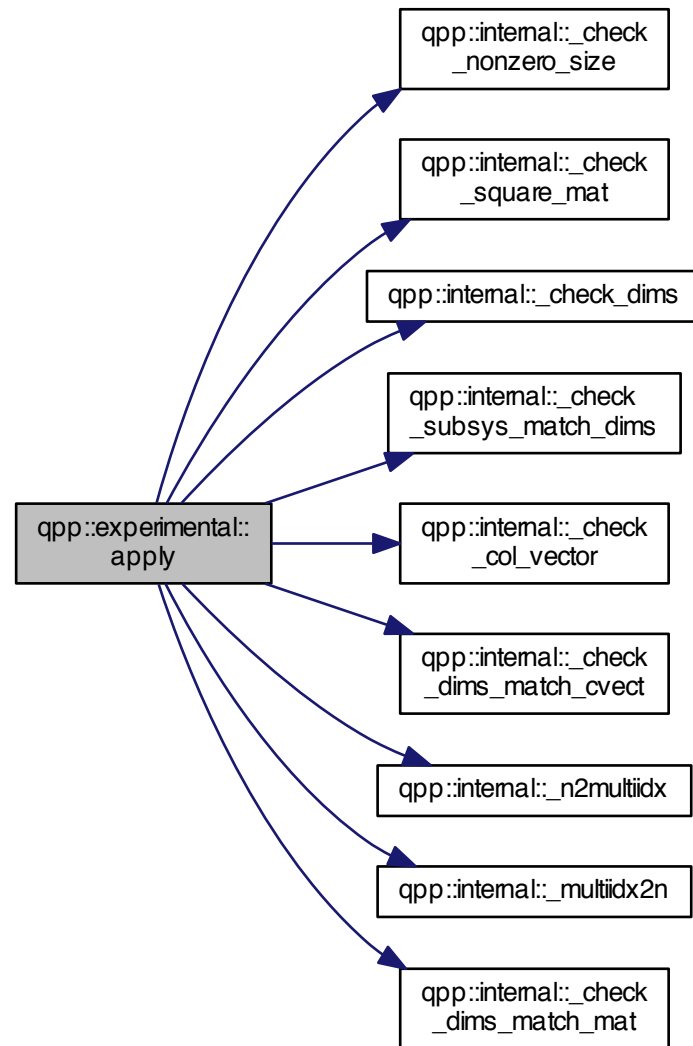 qpp::internal::_check
_nonzero_size
qpp::internal::_check
_square_mat
qpp::internal::_check_dims
qpp::internal::_check
_subsys_match_dims
qpp::experimental::
apply
qpp::internal::_check
_col_vector
qpp::internal::_check
_dims_match_cvect
qpp::internal::_n2multiidx
qpp::internal::_multiidx2n
qpp::internal::_check
_dims_match_mat